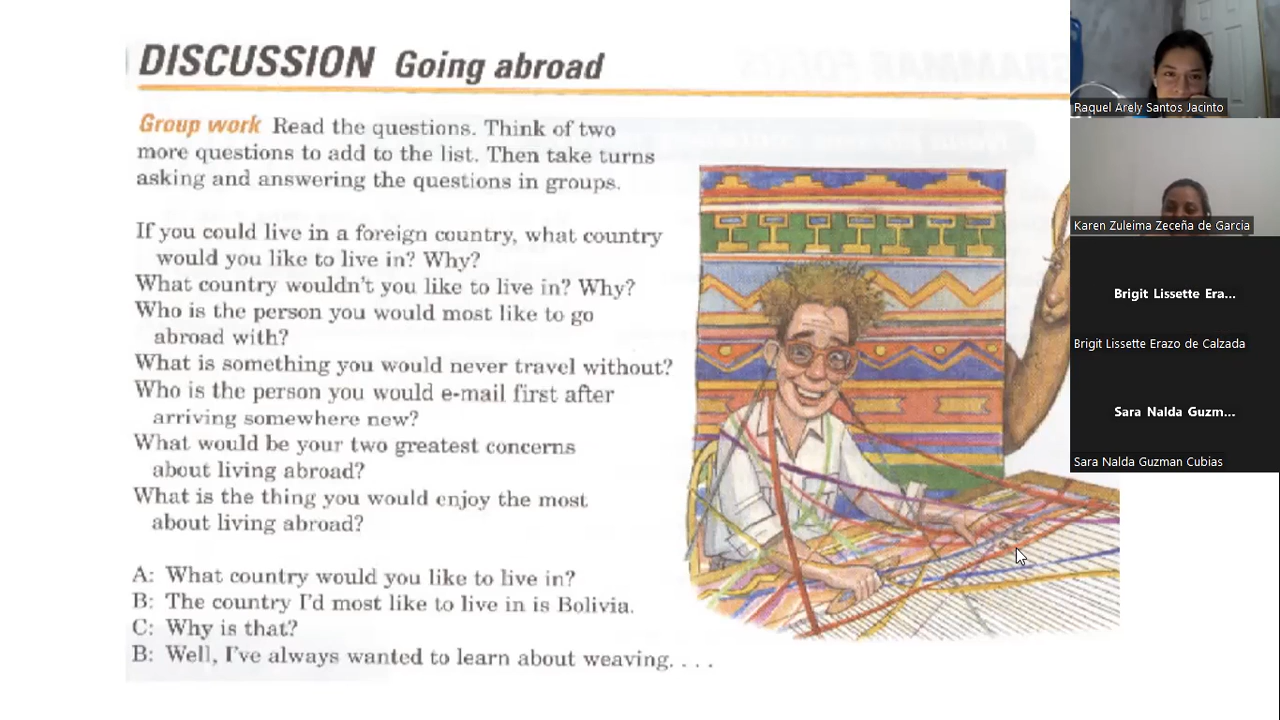 DISCUSSION Going abroad
Group work Read the questions. Think of two
more questions to add to the list. Then take turns
asking and answering the questions in groups.
If you could live in a foreign country, what country
would you like to live in? Why?
What country wouldn't you like to live in? Why?
Who is the person you would most like to go
abroad with?
What is something you would never travel without?
Who is the person you would e-mail first after
arriving somewhere new?
What would be your two greatest concerns
about living abroad?
What is the thing you would enjoy the most
about living abroad?
A: What country would you like to live in?
B: The country I'd most like to live in is Bolivia.
C: Why is that?
B: Well, I've always wanted to learn about weaving. . . .
Raquel Arely Santos Jacinto
Karen Zuleima Zeceña de Garcia
Brigit Lissette Era...
Brigit Lissette Erazo de Calzada
Sara Nalda Guzm...
Sara Nalda Guzman Cubias